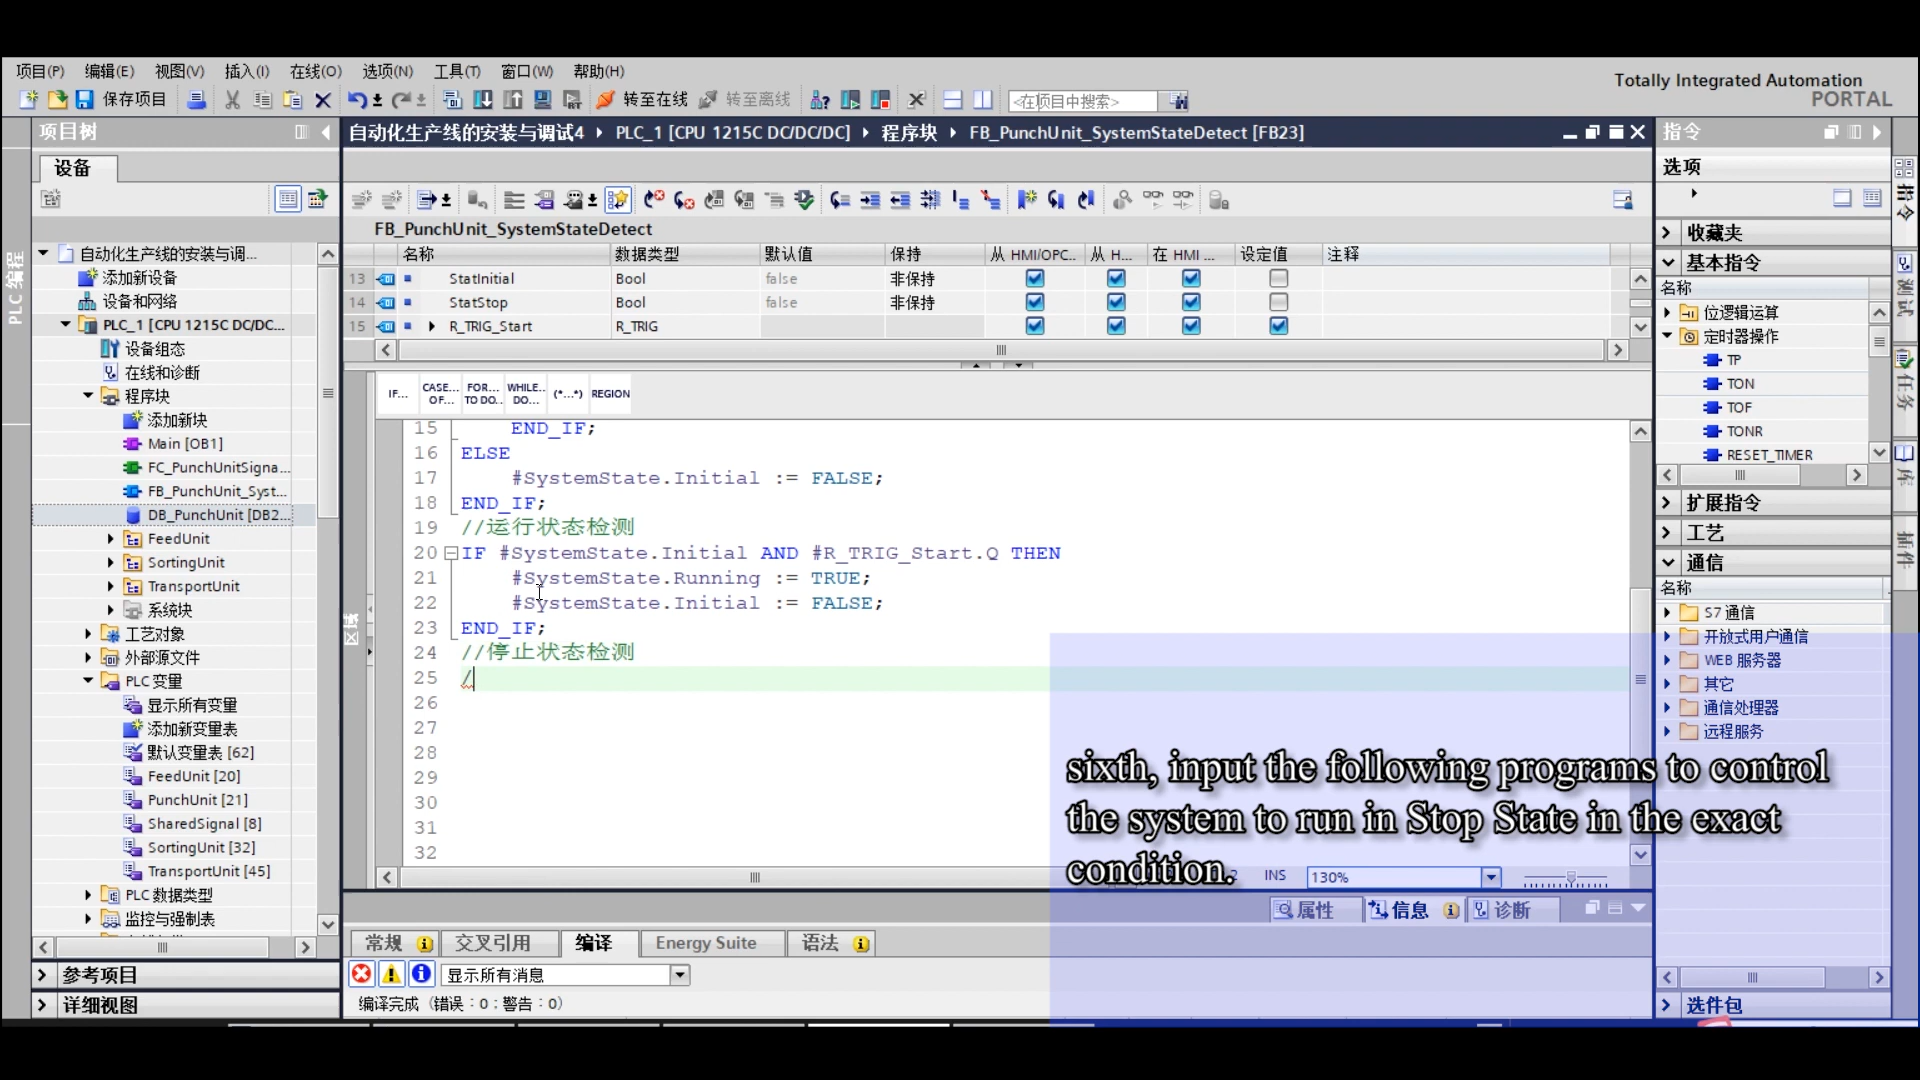 项目(P) 编辑(E) 视图(V) 插入(I) 在线(O) 选项(N) 工具(T) 窗口(W) 帮助(H)
Totally Integrated Automation
PORTAL
保存项目 转至在线 转至离线 <在项目中搜索>
项目树
自动化生产线的安装与调试4 PLC_1 [CPU 1215C DC/DC/DC] 程序块 FB_PunchUnit_SystemStateDetect [FB23]
指令
设备
选项
PLC 编程
自动化生产线的安装与调...
添加新设备
设备和网络
PLC_1 [CPU 1215C DC/DC...
设备组态
在线和诊断
程序块
添加新块
Main [OB1]
FC_PunchUnitSigna...
FB_PunchUnit_Syst...
DB_PunchUnit [DB2...
FeedUnit
SortingUnit
TransportUnit
系统块
工艺对象
外部源文件
PLC 变量
显示所有变量
添加新变量表
默认变量表 [62]
FeedUnit [20]
PunchUnit [21]
SharedSignal [8]
SortingUnit [32]
TransportUnit [45]
PLC 数据类型
监控与强制表
参考项目
详细视图
FB_PunchUnit_SystemStateDetect
名称 数据类型 默认值 保持 从 HMI/OPC... 从 H... 在 HMI ... 设定值 注释
13 StatInitial Bool false 非保持
14 StatStop Bool false 非保持
15 R_TRIG_Start R_TRIG
IF... CASE... OF... FOR... TO DO.. WHILE.. DO... (*...*) REGION
15 END_IF;
16 ELSE
17 #SystemState.Initial := FALSE;
18 END_IF;
19 //运行状态检测
20 IF #SystemState.Initial AND #R_TRIG_Start.Q THEN
21 #SystemState.Running := TRUE;
22 #SystemState.Initial := FALSE;
23 END_IF;
24 //停止状态检测
25 /
26
27
28
29
30
31
32
sixth, input the following programs to control
the system to run in Stop State in the exact
condition.
INS 130%
属性 信息 诊断
常规 交叉引用 编译 Energy Suite 语法
显示所有消息
编译完成（错误：0；警告：0）
收藏夹
基本指令
名称
位逻辑运算
定时器操作
TP
TON
TOF
TONR
RESET_TIMER
扩展指令
工艺
通信
名称
S7 通信
开放式用户通信
WEB 服务器
其它
通信处理器
远程服务
选件包
指令
测试
任务
库
插件